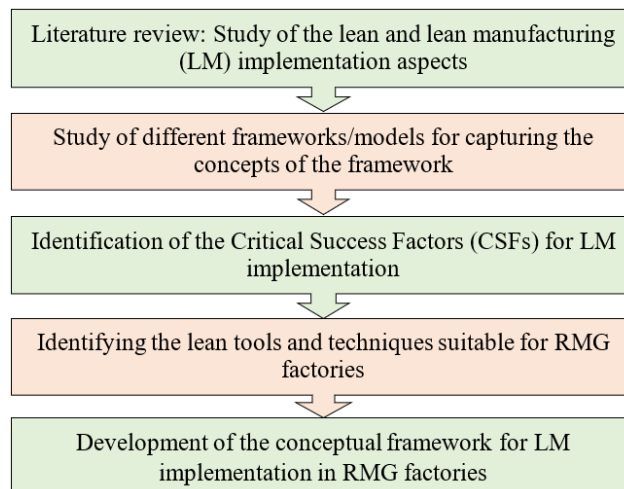 Literature review: Study of the lean and lean manufacturing
(LM) implementation aspects
Study of different frameworks/models for capturing the
concepts of the framework
Identification of the Critical Success Factors (CSFs) for LM
implementation
Identifying the lean tools and techniques suitable for RMG
factories
Development of the conceptual framework for LM
implementation in RMG factories